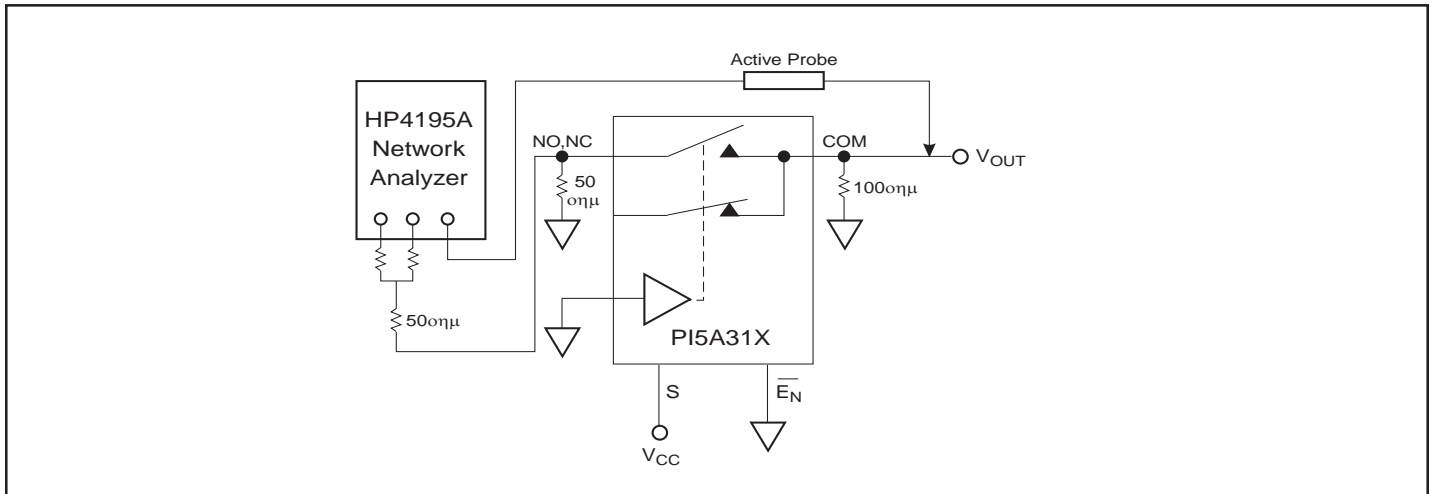 Active Probe
HP4195A
Network
Analyzer
NO,NC
COM
VOUT
50
οημ
100οημ
50οημ
PI5A31X
S
EN
VCC